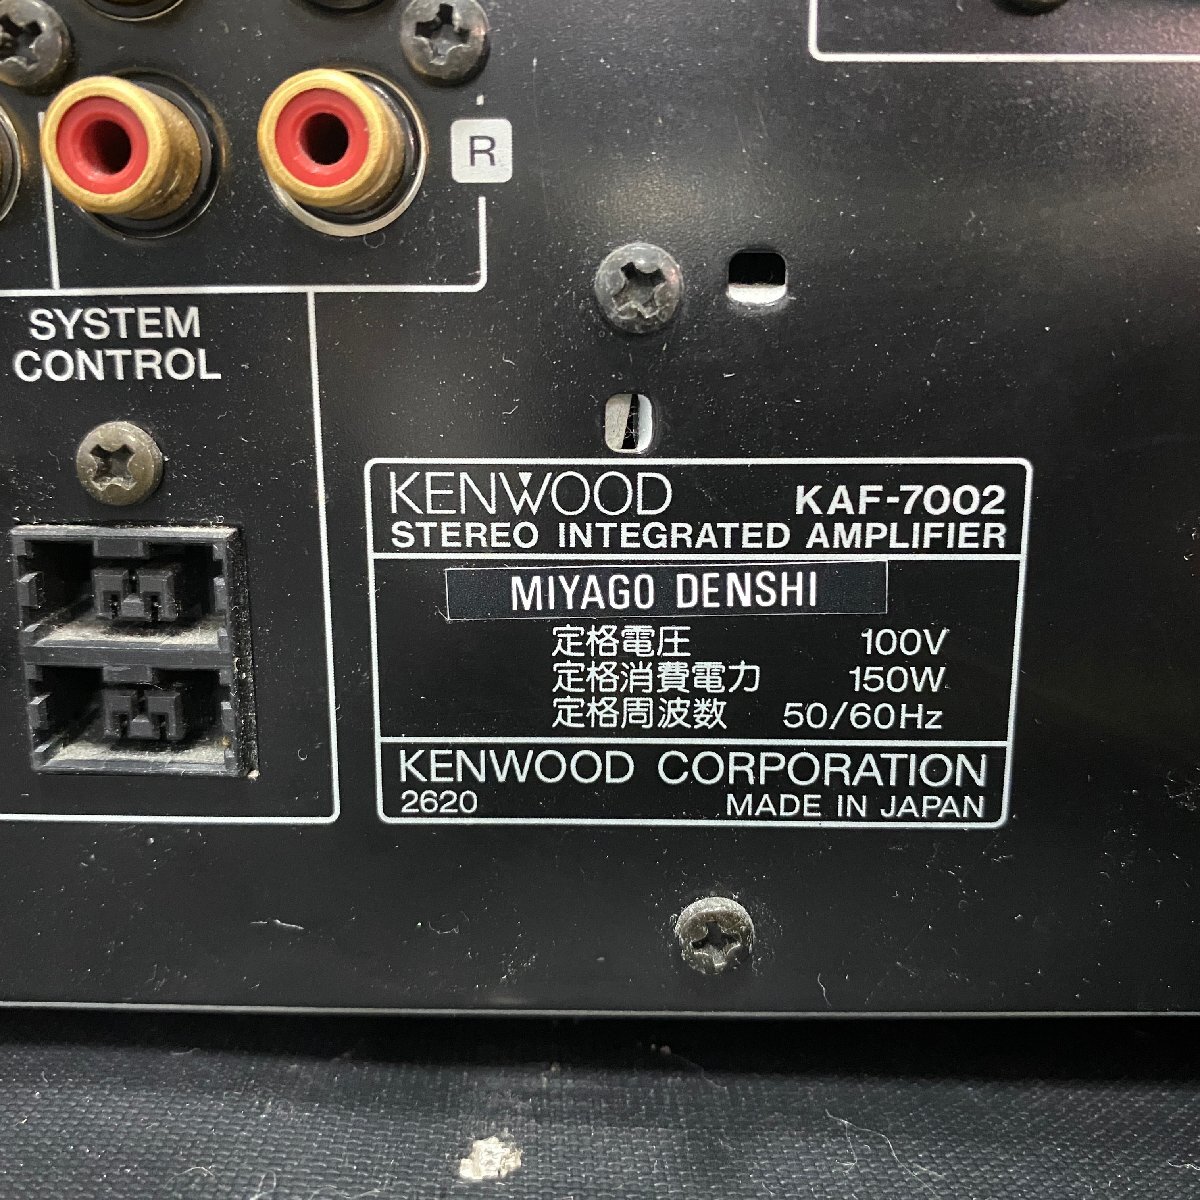 R
SYSTEM
CONTROL
KENWOOD KAF-7002
STEREO INTEGRATED AMPLIFIER
MIYAGO DENSHI
定格電圧 100V
定格消費電力 150W
定格周波数 50/60Hz
KENWOOD CORPORATION
2620 MADE IN JAPAN